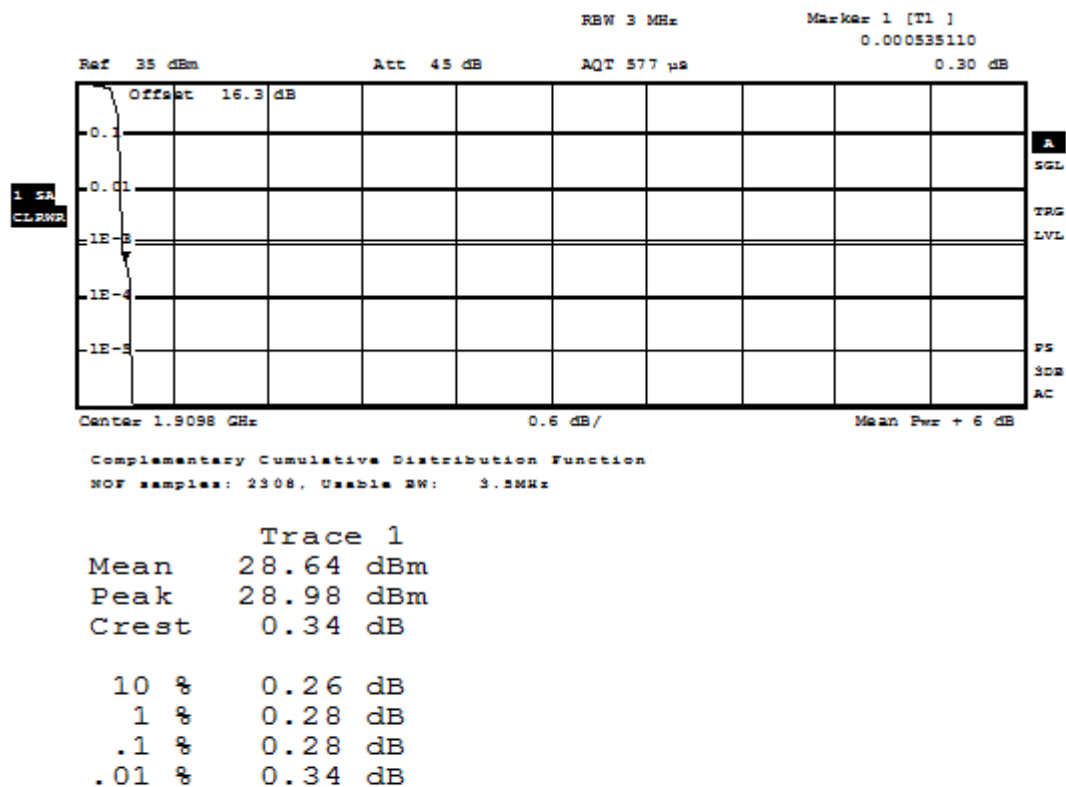 RBW 3 MHz Marker 1 [T1 ]
0.000535110
Ref 35 dBm Att 45 dB AQT 577 µs 0.30 dB
Offset 16.3 dB
0.1
A
SGL
0.01
1 SA
CLRWR
TRG
1E-3
LVL
1E-4
1E-5
PS
3DB
AC
Center 1.9098 GHz 0.6 dB/ Mean Pwr + 6 dB
Complementary Cumulative Distribution Function
NOF samples: 2308, Usable BW: 3.5MHz
Trace 1
Mean 28.64 dBm
Peak 28.98 dBm
Crest 0.34 dB
10 % 0.26 dB
1 % 0.28 dB
.1 % 0.28 dB
.01 % 0.34 dB